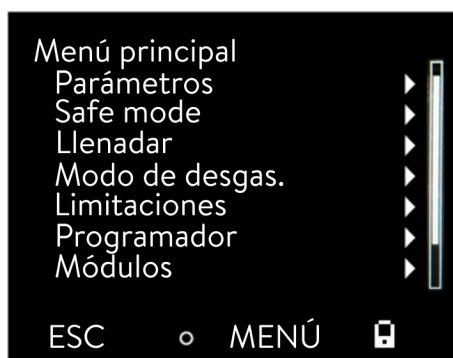 Menú principal
Parámetros
Safe mode
Llenadar
Modo de desgas.
Limitaciones
Programador
Módulos
ESC MENÚ